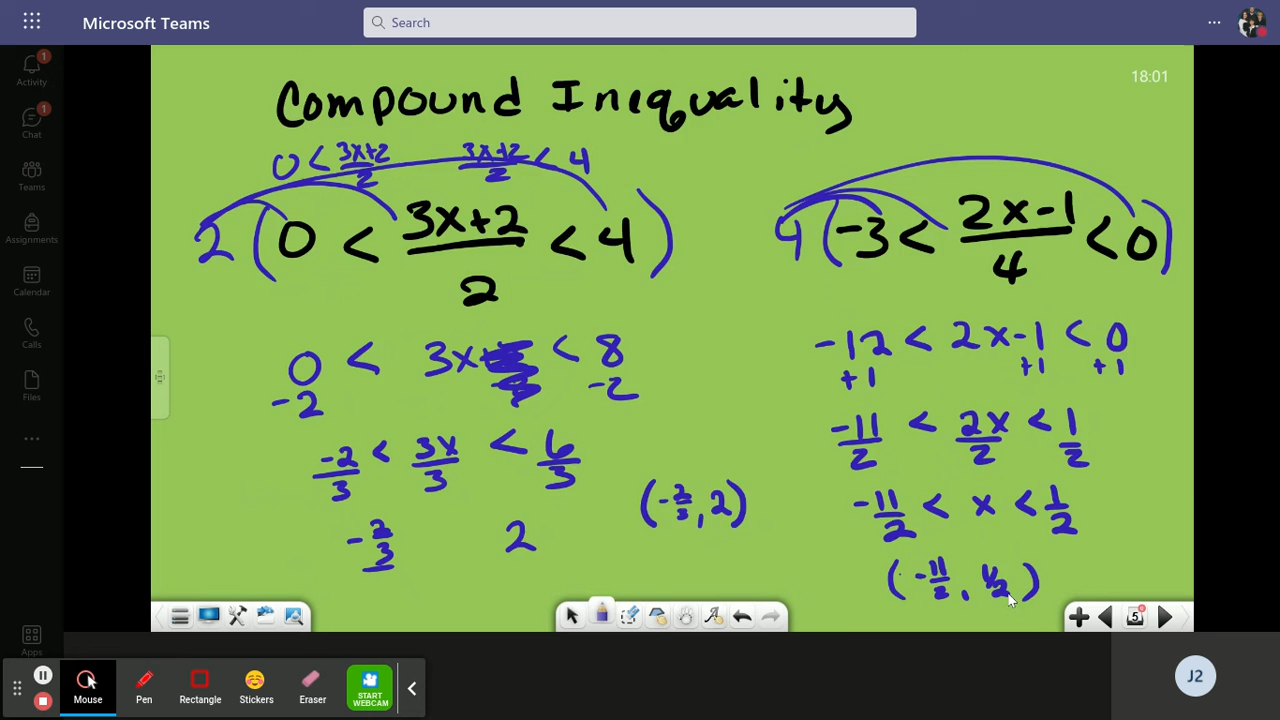 Microsoft Teams
Search
18:01
Activity
Chat
Teams
Assignments
Calendar
Calls
Files
Apps
1
1
Compound Inequality
0 < 3x+2/2    3x+2/2 < 4
2(0 < 3x+2/2 < 4)
0 < 3x < 8
-2    -2
-2/3 < 3x/3 < 6/3
-2/3    2
(-2/3, 2)
4(-3 < 2x-1/4 < 0)
-12 < 2x-1 < 0
+1    +1    +1
-11/2 < 2x/2 < 1/2
-11/2 < x < 1/2
(-11/2, 1/2)
5
6
Mouse
Pen
Rectangle
Stickers
Eraser
START WEBCAM
J2